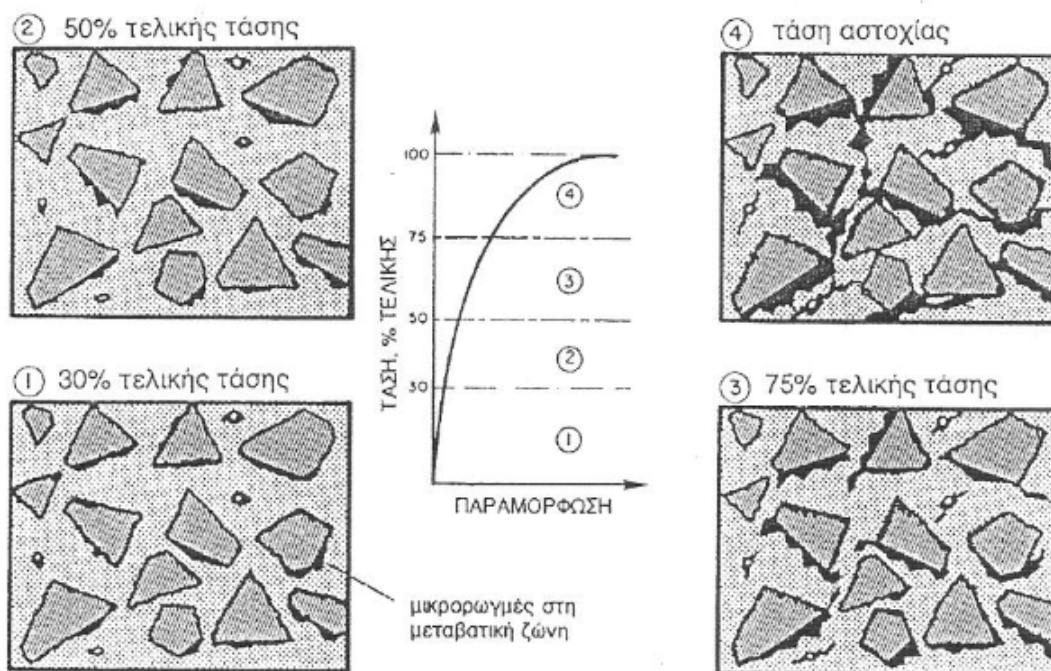 ② 50% τελικής τάσης
④ τάση αστοχίας
100
④
75
③
50
②
30
①
ΤΑΣΗ, % ΤΕΛΙΚΗΣ
ΠΑΡΑΜΟΡΦΩΣΗ
① 30% τελικής τάσης
③ 75% τελικής τάσης
μικρορωγμές στη
μεταβατική ζώνη